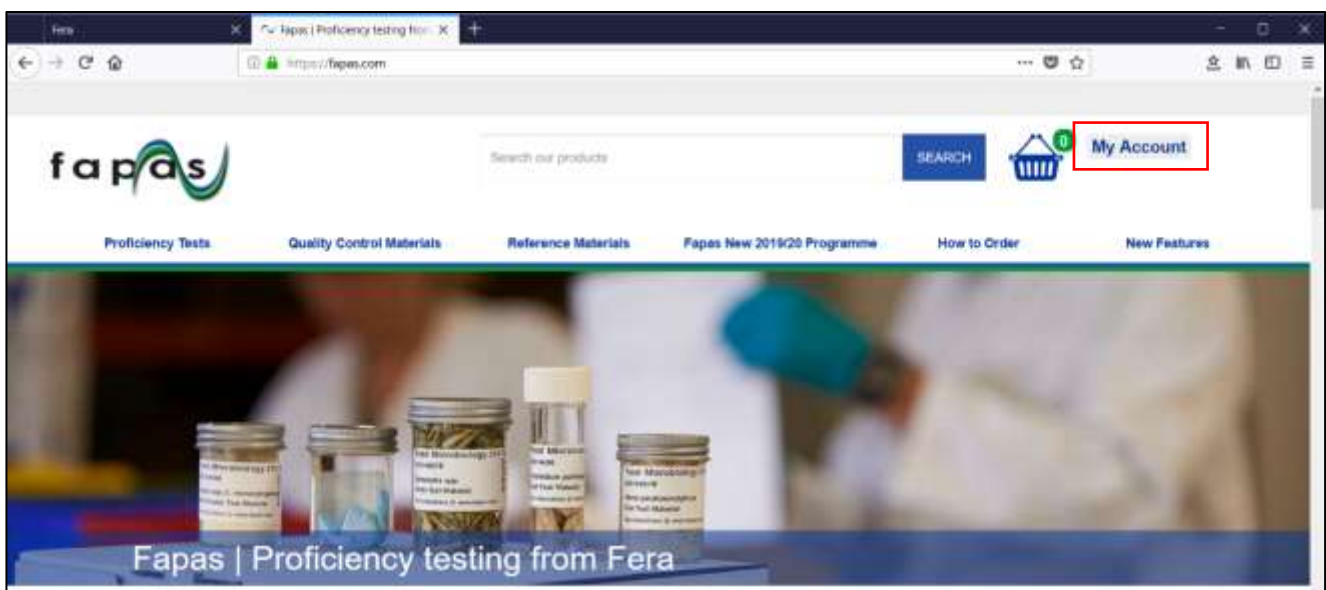 Fera
Fapas | Proficiency testing from
https://fapas.com
fapas
Search our products
SEARCH
0
My Account
Proficiency Tests
Quality Control Materials
Reference Materials
Fapas New 2019/20 Programme
How to Order
New Features
Fapas | Proficiency testing from Fera